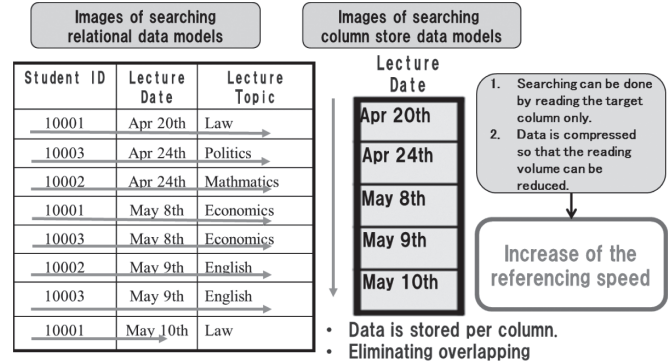 Images of searching
relational data models
Student ID Lecture Date Lecture Topic
10001 Apr 20th Law
10003 Apr 24th Politics
10002 Apr 24th Mathmatics
10001 May 8th Economics
10003 May 8th Economics
10002 May 9th English
10003 May 9th English
10001 May 10th Law
Images of searching
column store data models
Lecture
Date
Apr 20th
Apr 24th
May 8th
May 9th
May 10th
• Data is stored per column.
• Eliminating overlapping
1. Searching can be done
by reading the target
column only.
2. Data is compressed
so that the reading
volume can be
reduced.
Increase of the
referencing speed